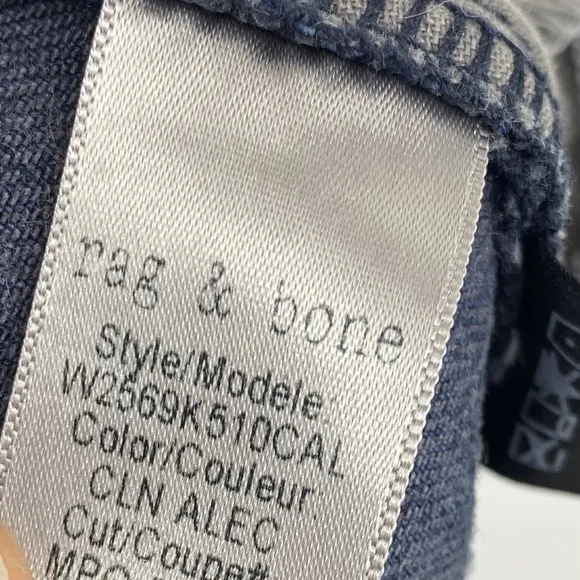 rag & bone
Style/Modele
W2569K510CAL
Color/Couleur
CLN ALEC
Cut/Coupe#